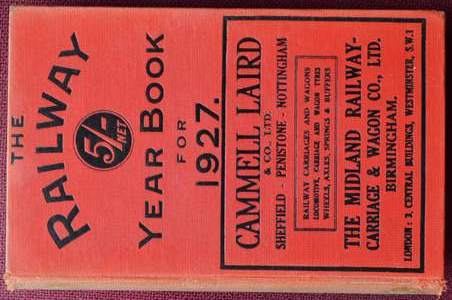 THE
RAILWAY
5/-
NET
YEAR BOOK
FOR
1927.
CAMMELL LAIRD
& CO., LTD.
SHEFFIELD - PENISTONE - NOTTINGHAM
RAILWAY CARRIAGES AND WAGONS
LOCOMOTIVE, CARRIAGE AND WAGON TYRES
WHEELS, AXLES, SPRINGS & BUFFERS
THE MIDLAND RAILWAY-
CARRIAGE & WAGON CO., LTD.
BIRMINGHAM.
LONDON: 3, CENTRAL BUILDINGS, WESTMINSTER, S.W.1